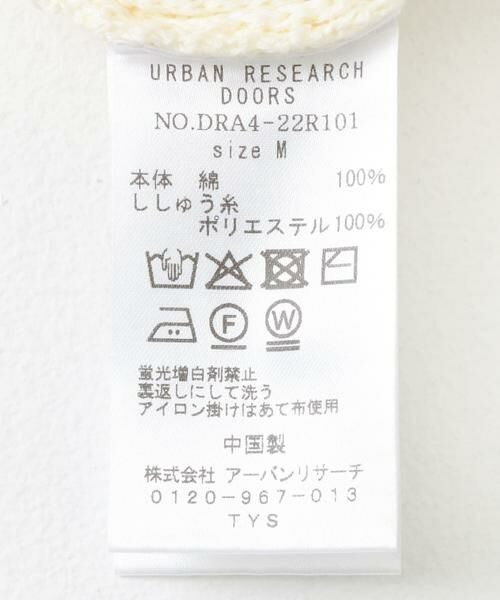 URBAN RESEARCH
DOORS
NO.DRA4-22R101
size M
本体 綿 100%
ししゅう糸
ポリエステル100%
F W
蛍光増白剤禁止
裏返しにして洗う
アイロン掛けはあて布使用
中国製
株式会社 アーバンリサーチ
0120-967-013
TYS